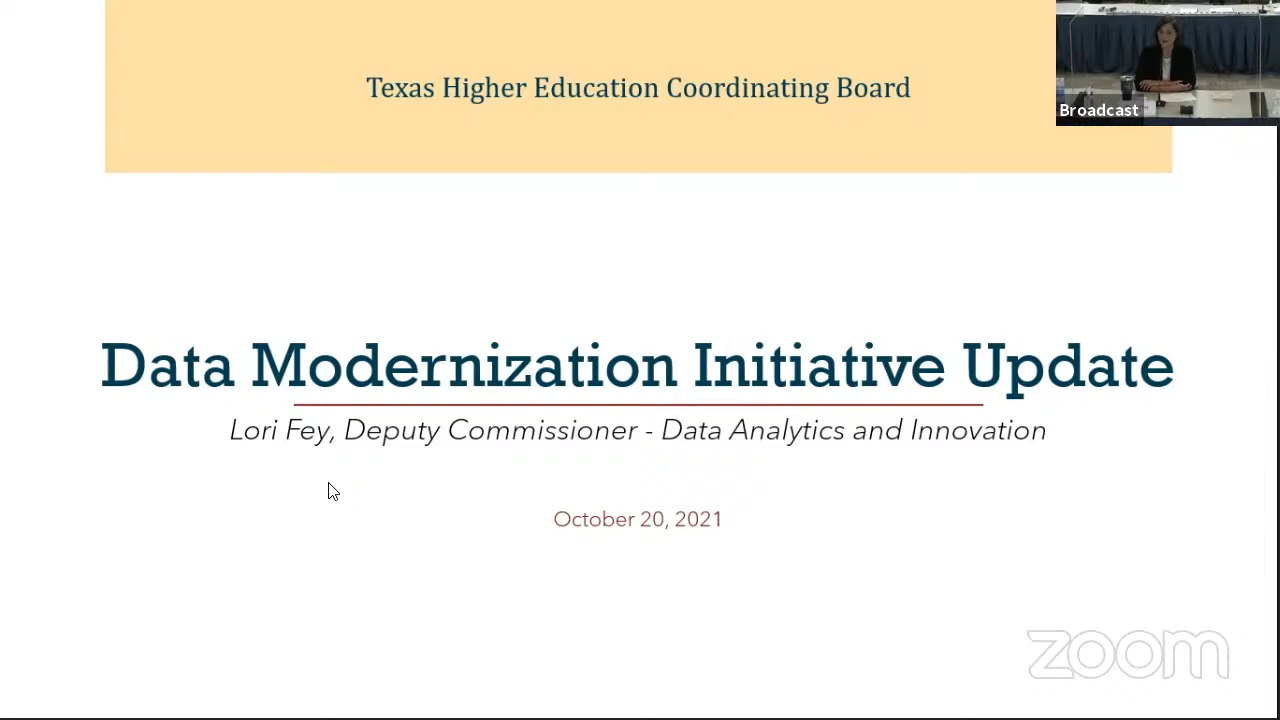 Texas Higher Education Coordinating Board
Broadcast
Data Modernization Initiative Update
Lori Fey, Deputy Commissioner - Data Analytics and Innovation
October 20, 2021
zoom